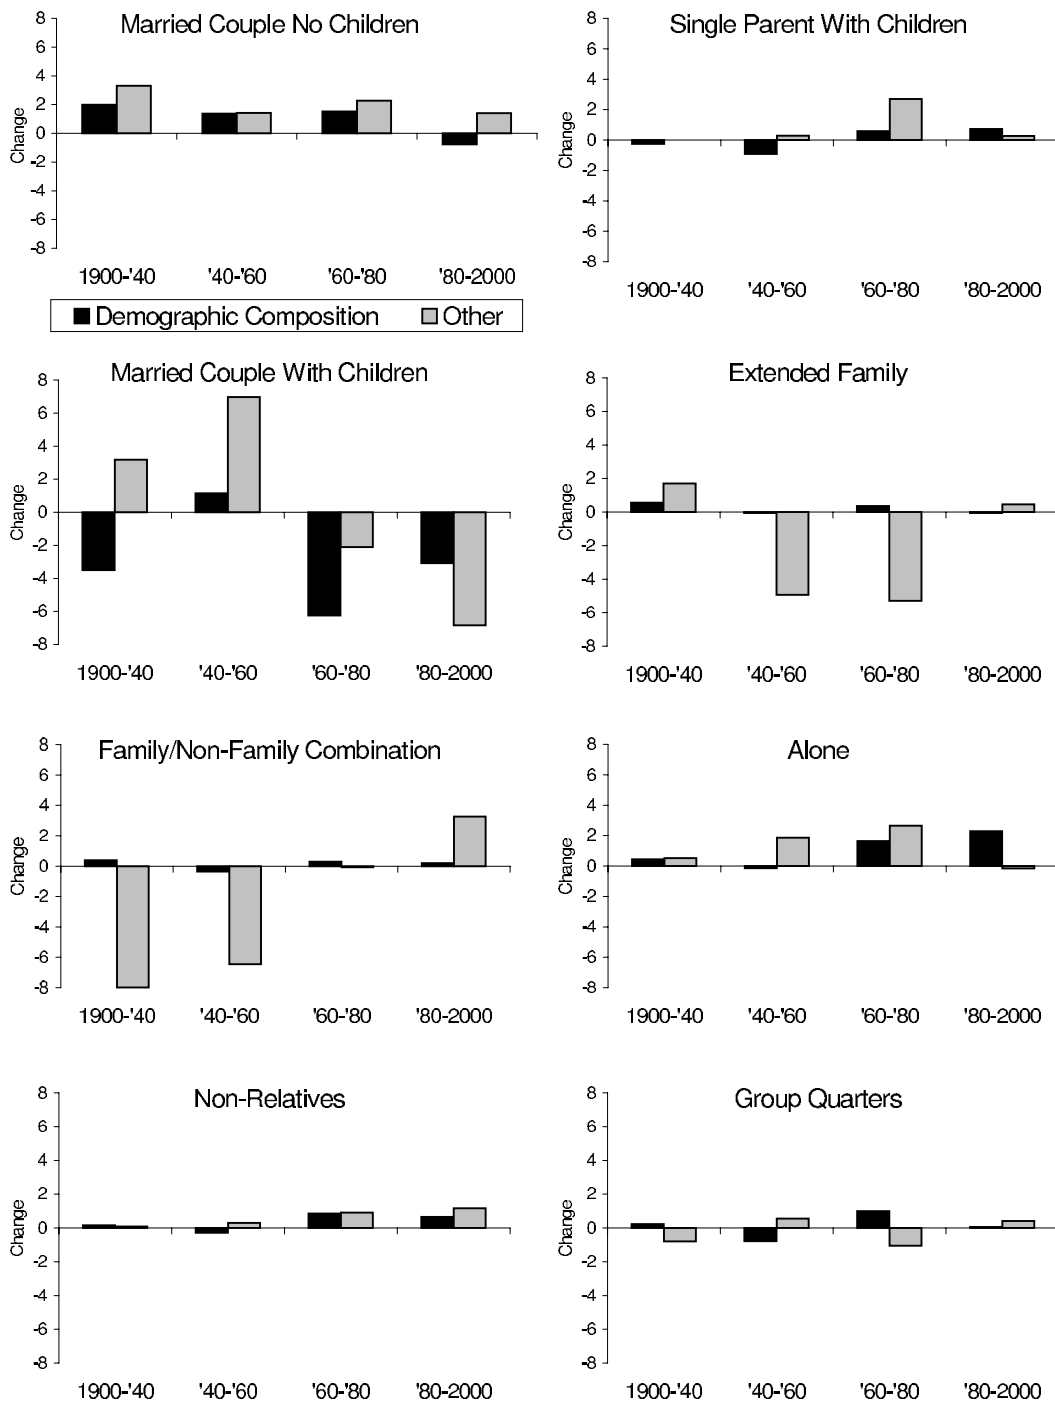 Married Couple No Children
8
6
4
2
0
-2
-4
-6
-8
Change
1900-'40 '40-'60 '60-'80 '80-2000
Demographic Composition Other
Single Parent With Children
8
6
4
2
0
-2
-4
-6
-8
Change
1900-'40 '40-'60 '60-'80 '80-2000
Married Couple With Children
8
6
4
2
0
-2
-4
-6
-8
Change
1900-'40 '40-'60 '60-'80 '80-2000
Extended Family
8
6
4
2
0
-2
-4
-6
-8
Change
1900-'40 '40-'60 '60-'80 '80-2000
Family/Non-Family Combination
8
6
4
2
0
-2
-4
-6
-8
Change
1900-'40 '40-'60 '60-'80 '80-2000
Alone
8
6
4
2
0
-2
-4
-6
-8
Change
1900-'40 '40-'60 '60-'80 '80-2000
Non-Relatives
8
6
4
2
0
-2
-4
-6
-8
Change
1900-'40 '40-'60 '60-'80 '80-2000
Group Quarters
8
6
4
2
0
-2
-4
-6
-8
Change
1900-'40 '40-'60 '60-'80 '80-2000